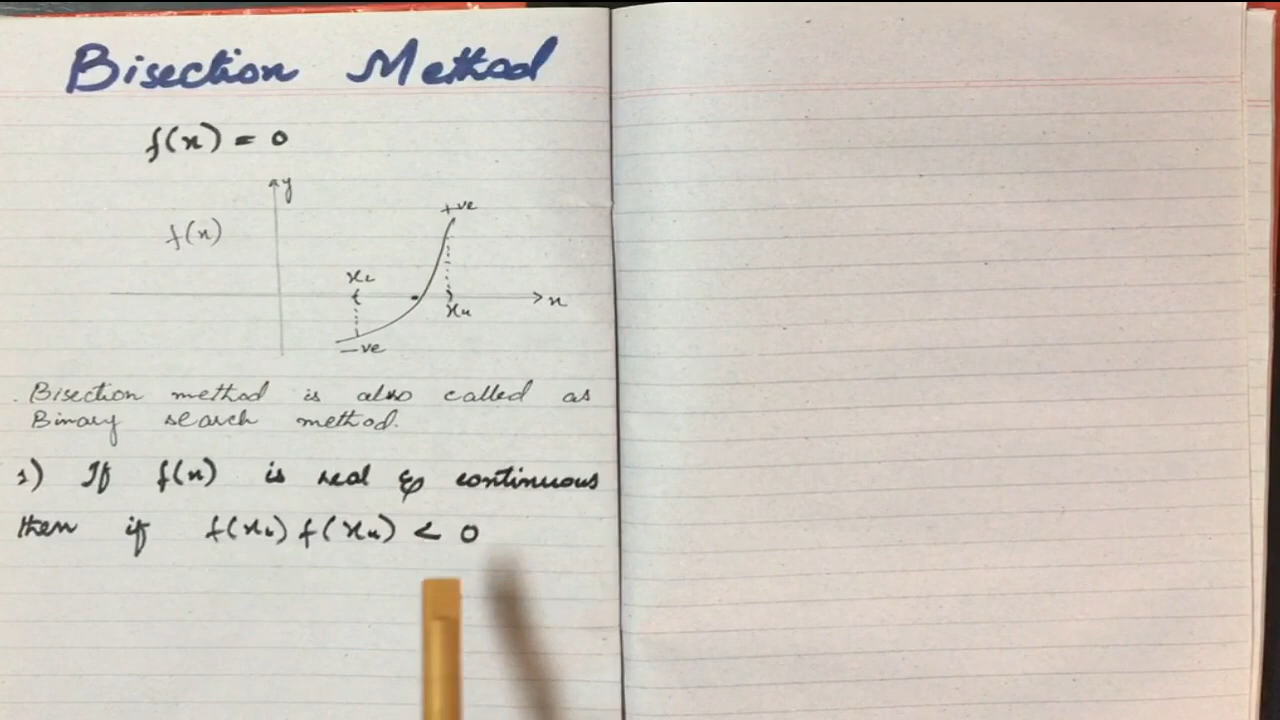 Bisection Method
f(x) = 0
y
+ve
f(x)
xL
x
xu
-ve
Bisection method is also called as
Binary search method.
1) If f(x) is real & continuous
then if f(xL) f(xu) < 0